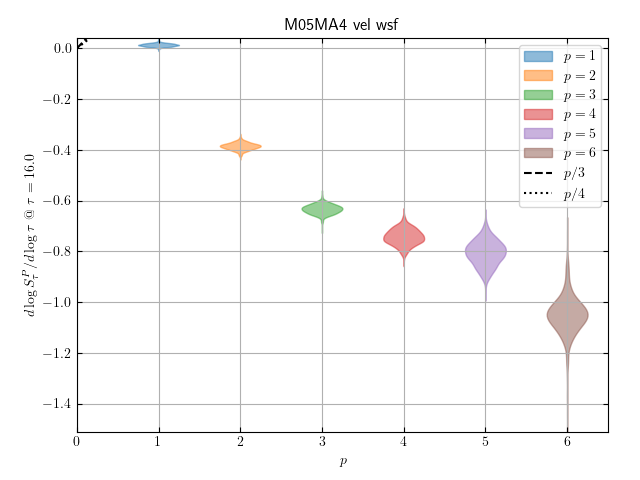 M05MA4 vel wsf
d log S_τ^P / d log τ @ τ = 16.0
0.0
−0.2
−0.4
−0.6
−0.8
−1.0
−1.2
−1.4
p = 1
p = 2
p = 3
p = 4
p = 5
p = 6
p/3
p/4
0 1 2 3 4 5 6
p